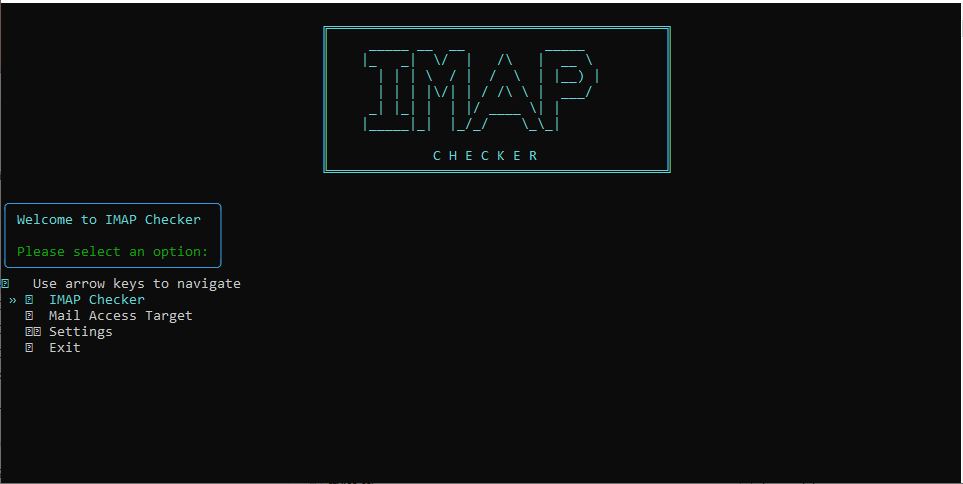 IMAP
CHECKER
Welcome to IMAP Checker
Please select an option:
Use arrow keys to navigate
» IMAP Checker
Mail Access Target
Settings
Exit